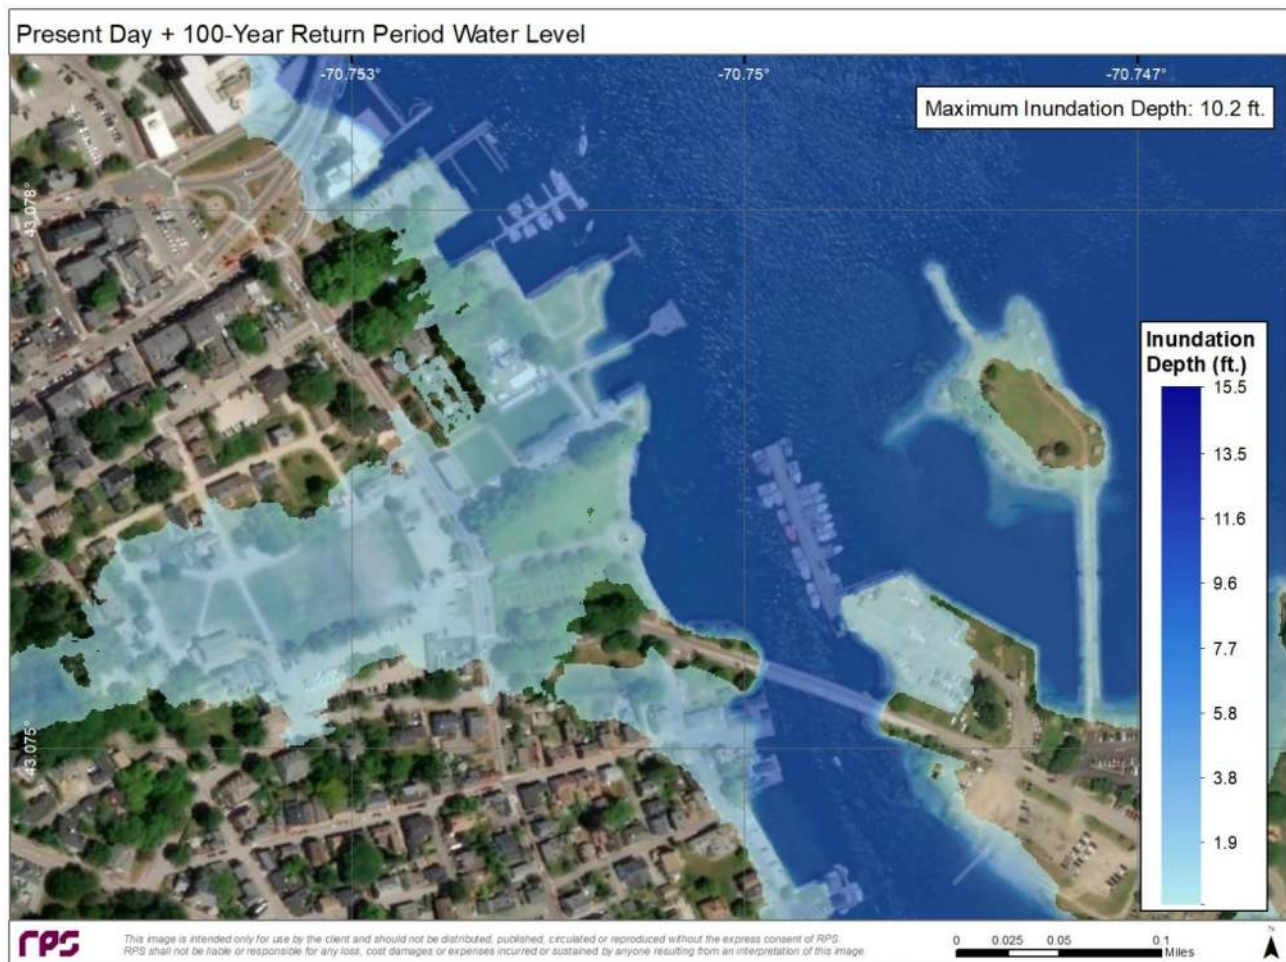 Present Day + 100-Year Return Period Water Level
-70.753°
-70.75°
-70.747°
Maximum Inundation Depth: 10.2 ft.
43.078°
43.075°
Inundation
Depth (ft.)
15.5
13.5
11.6
9.6
7.7
5.8
3.8
1.9
rps
This image is intended only for use by the client and should not be distributed, published, circulated or reproduced without the express consent of RPS.
RPS shall not be liable or responsible for any loss, cost damages or expenses incurred or sustained by anyone resulting from an interpretation of this image.
0 0.025 0.05 0.1
Miles
N